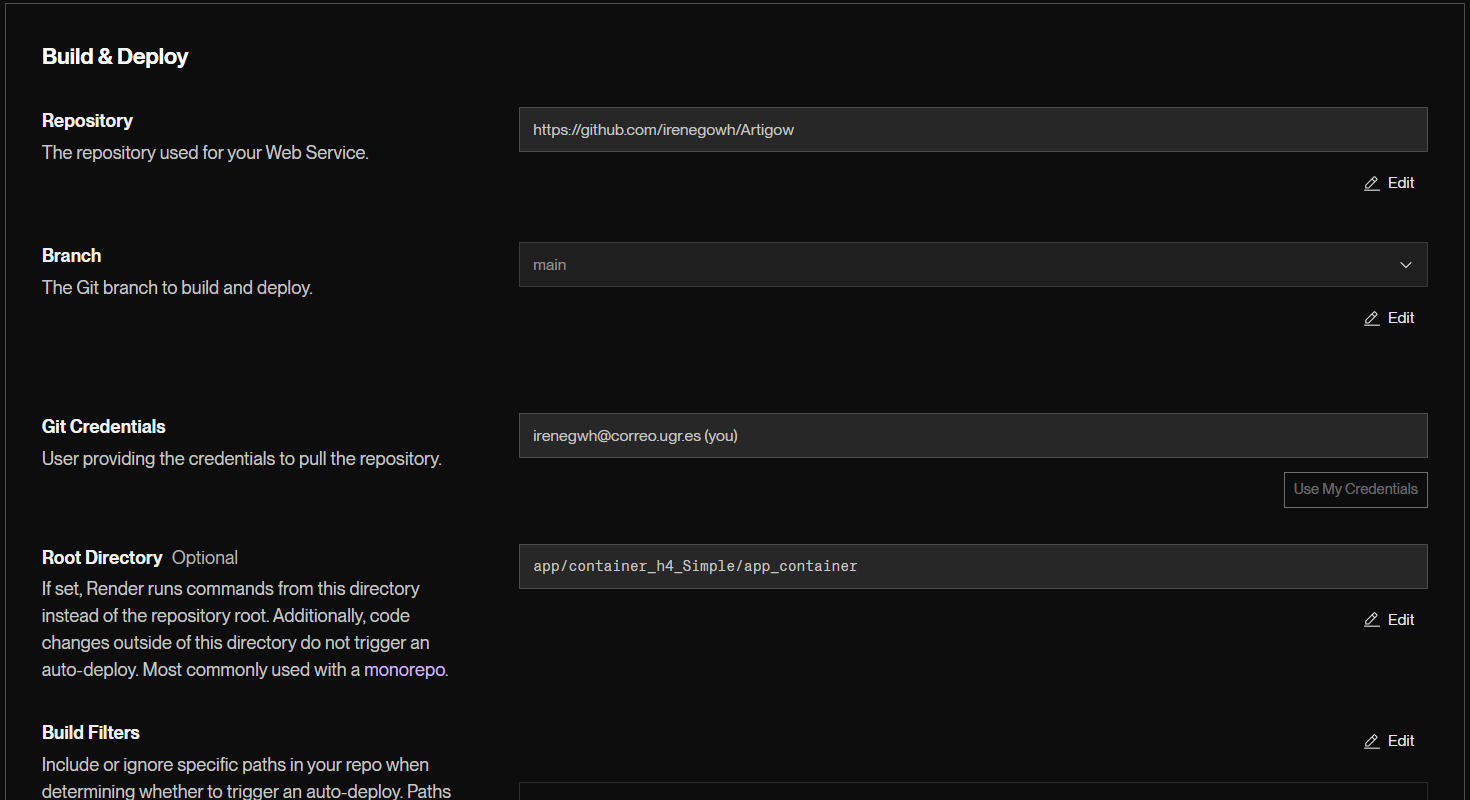 Build & Deploy
Repository
The repository used for your Web Service.
https://github.com/irenegowh/Artigow
Edit
Branch
The Git branch to build and deploy.
main
Edit
Git Credentials
User providing the credentials to pull the repository.
irenegwh@correo.ugr.es (you)
Use My Credentials
Root Directory Optional
If set, Render runs commands from this directory
instead of the repository root. Additionally, code
changes outside of this directory do not trigger an
auto-deploy. Most commonly used with a monorepo.
app/container_h4_Simple/app_container
Edit
Build Filters
Include or ignore specific paths in your repo when
determining whether to trigger an auto-deploy. Paths
Edit